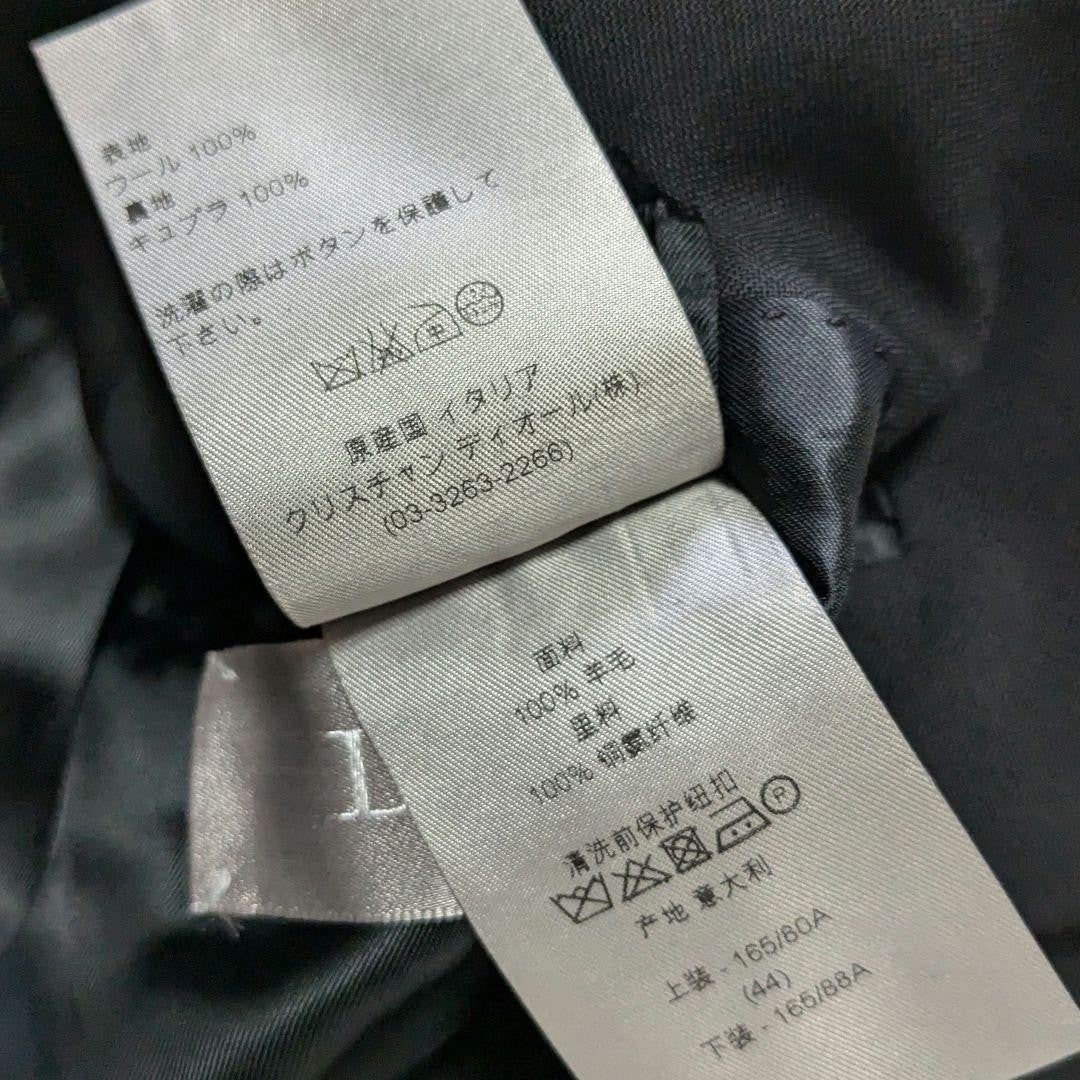 表地
ウール 100%
裏地
キュプラ 100%
洗濯の際はボタンを保護して
下さい。
原産国 イタリア
クリスチャン ディオール(株)
(03-3263-2266)
面料
100% 羊毛
里料
100% 铜氨纤维
清洗前保护纽扣
R
产地 意大利
上装 - 165/80A
(44)
下装 - 165/88A